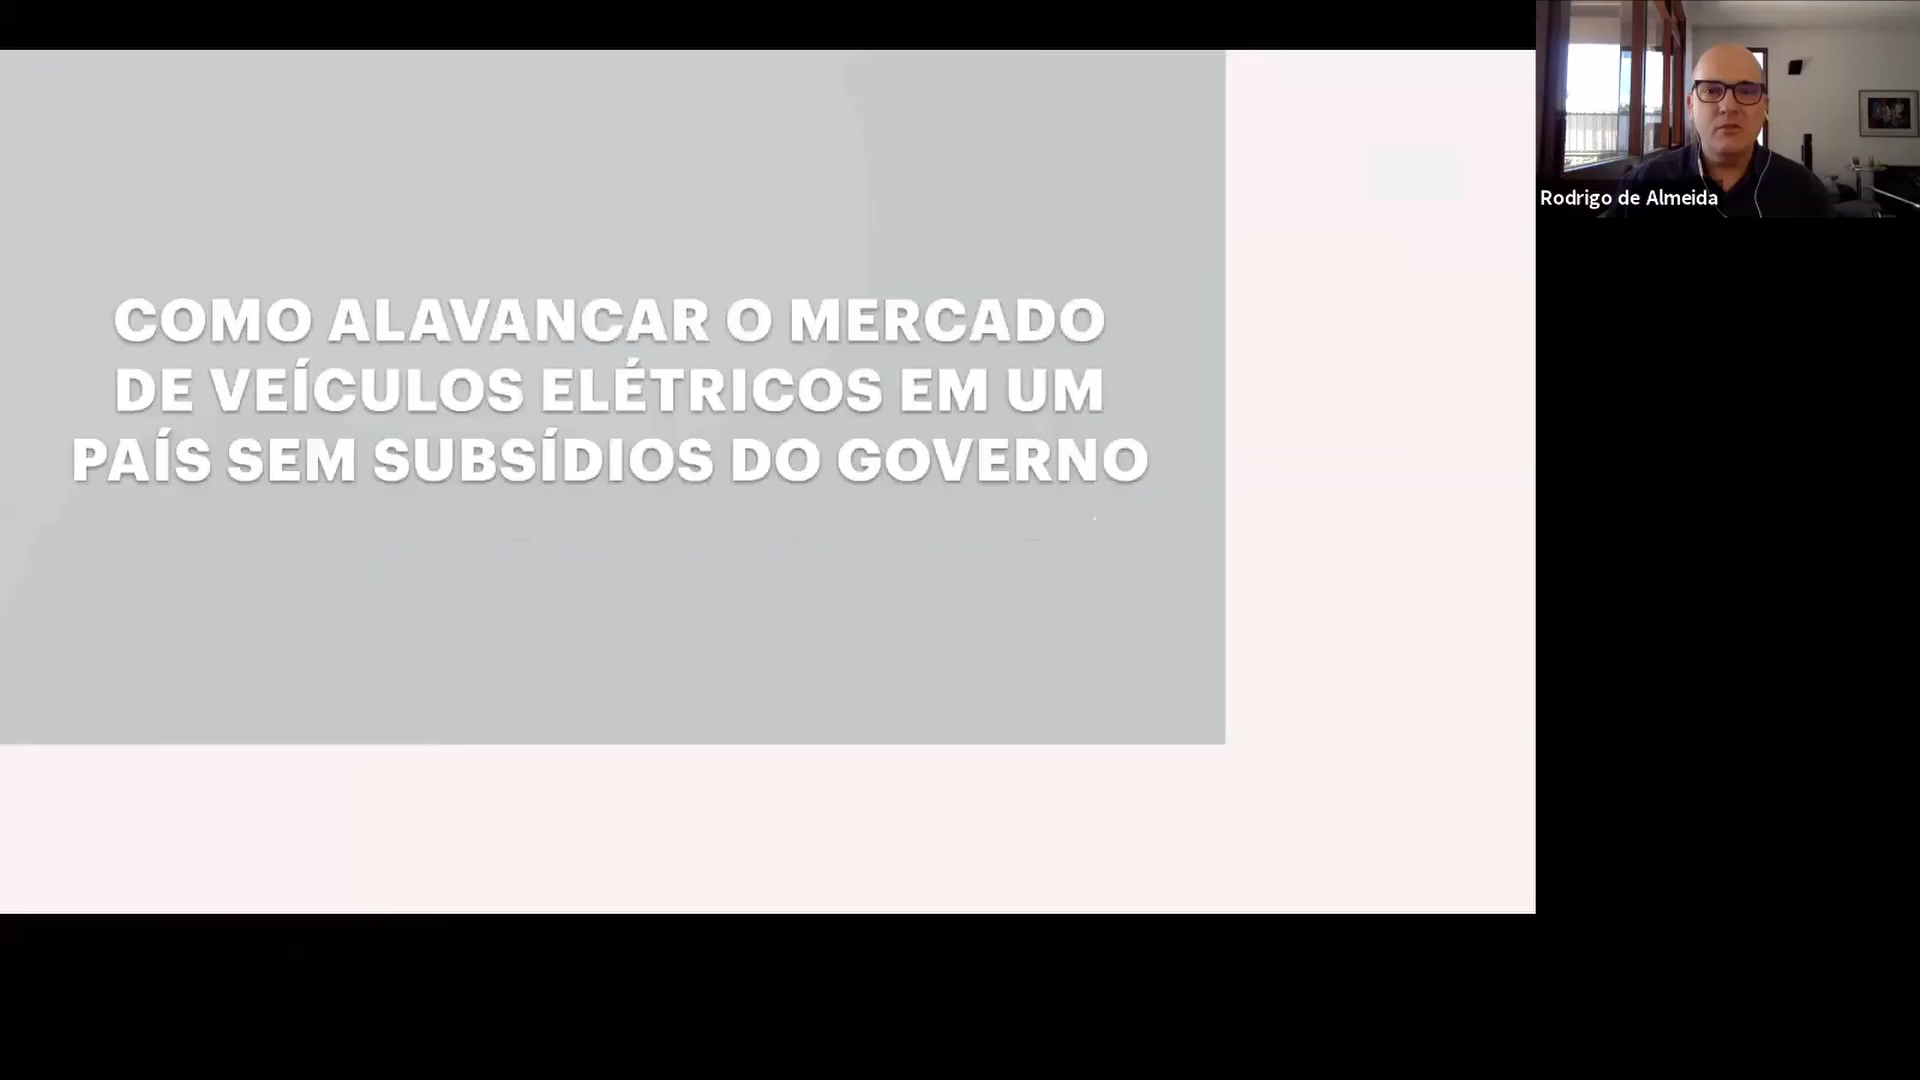 COMO ALAVANCAR O MERCADO
DE VEÍCULOS ELÉTRICOS EM UM
PAÍS SEM SUBSÍDIOS DO GOVERNO
Rodrigo de Almeida